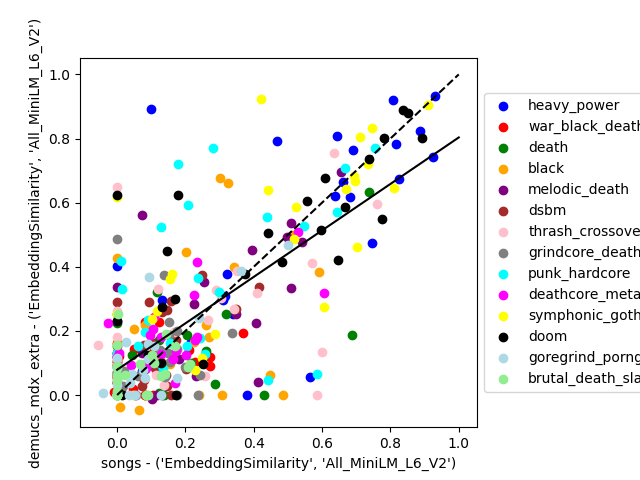 demucs_mdx_extra - ('EmbeddingSimilarity', 'All_MiniLM_L6_V2')
1.0
0.8
0.6
0.4
0.2
0.0
0.0
0.2
0.4
0.6
0.8
1.0
songs - ('EmbeddingSimilarity', 'All_MiniLM_L6_V2')
heavy_power
war_black_death
death
black
melodic_death
dsbm
thrash_crossove
grindcore_death
punk_hardcore
deathcore_meta
symphonic_goth
doom
goregrind_porng
brutal_death_sla